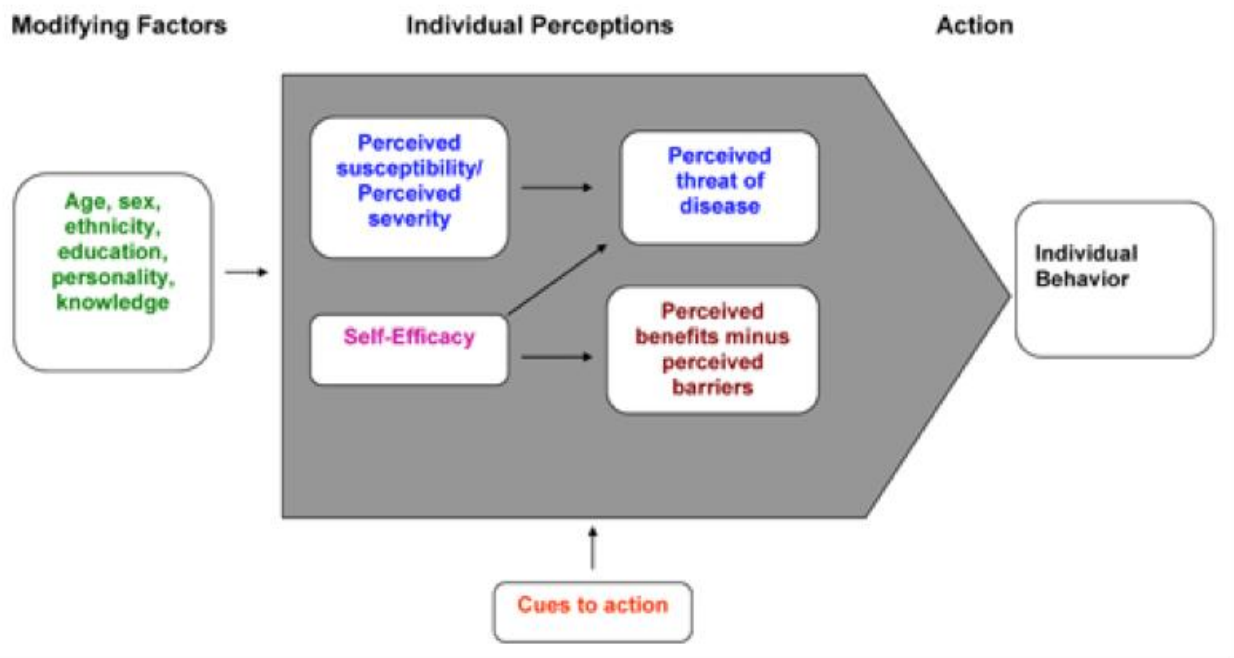 Modifying Factors
Individual Perceptions
Action
Age, sex,
ethnicity,
education,
personality,
knowledge
Perceived
susceptibility/
Perceived
severity
Self-Efficacy
Perceived
threat of
disease
Perceived
benefits minus
perceived
barriers
Individual
Behavior
Cues to action